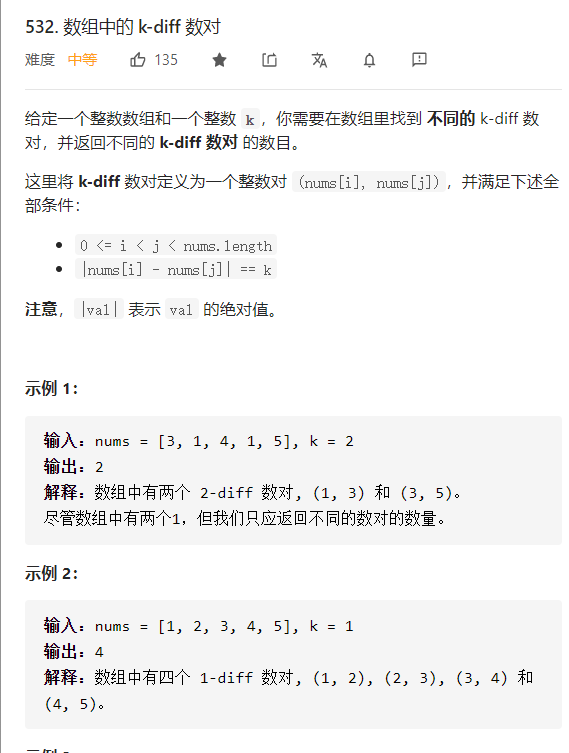 532. 数组中的 k-diff 数对
难度 中等 135
给定一个整数数组和一个整数 k，你需要在数组里找到 不同的 k-diff 数
对，并返回不同的 k-diff 数对 的数目。
这里将 k-diff 数对定义为一个整数对 (nums[i], nums[j])，并满足下述全
部条件：
0 <= i < j < nums.length
|nums[i] - nums[j]| == k
注意，|val| 表示 val 的绝对值。
示例 1：
输入：nums = [3, 1, 4, 1, 5], k = 2
输出：2
解释：数组中有两个 2-diff 数对, (1, 3) 和 (3, 5)。
尽管数组中有两个1，但我们只应返回不同的数对的数量。
示例 2：
输入：nums = [1, 2, 3, 4, 5], k = 1
输出：4
解释：数组中有四个 1-diff 数对, (1, 2), (2, 3), (3, 4) 和
(4, 5)。